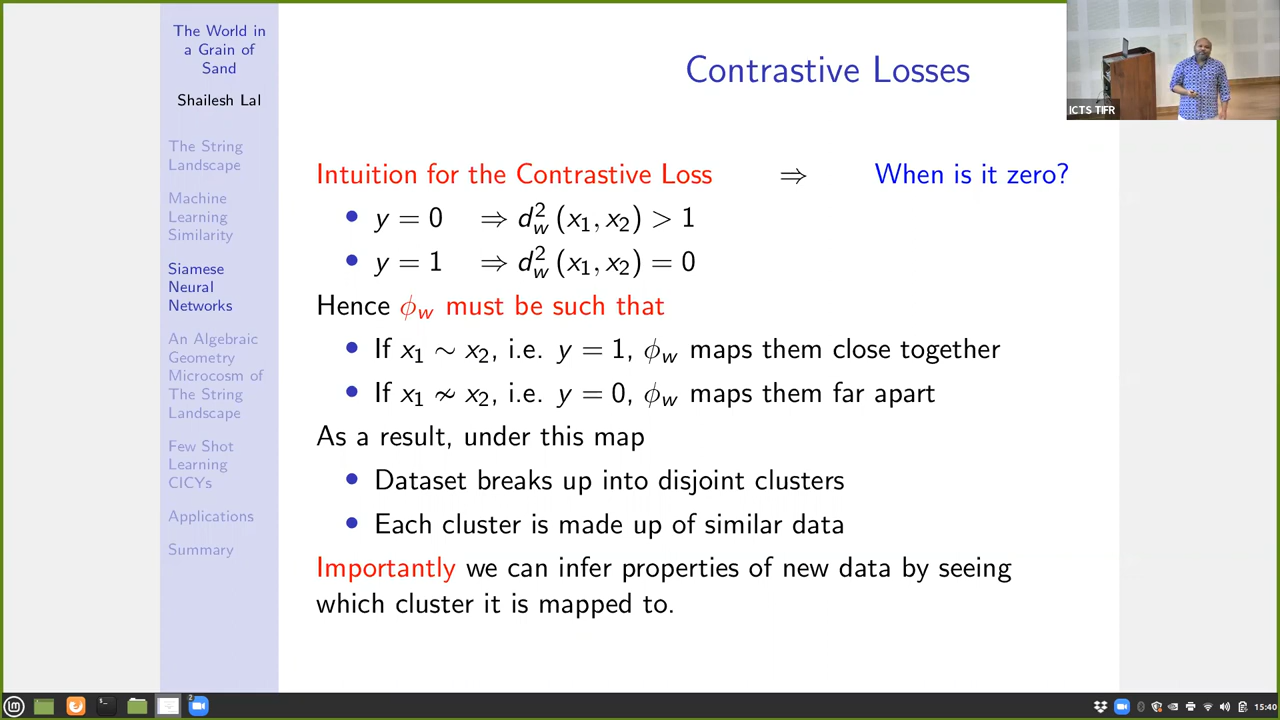 The World in
a Grain of
Sand
Shailesh Lal
The String
Landscape
Machine
Learning
Similarity
Siamese
Neural
Networks
An Algebraic
Geometry
Microcosm of
The String
Landscape
Few Shot
Learning
CICYs
Applications
Summary
Contrastive Losses
Intuition for the Contrastive Loss ⇒ When is it zero?
• y = 0 ⇒ d²_w (x₁, x₂) > 1
• y = 1 ⇒ d²_w (x₁, x₂) = 0
Hence ϕ_w must be such that
• If x₁ ∼ x₂, i.e. y = 1, ϕ_w maps them close together
• If x₁ ≁ x₂, i.e. y = 0, ϕ_w maps them far apart
As a result, under this map
• Dataset breaks up into disjoint clusters
• Each cluster is made up of similar data
Importantly we can infer properties of new data by seeing
which cluster it is mapped to.
ICTS TIFR
2
15:40